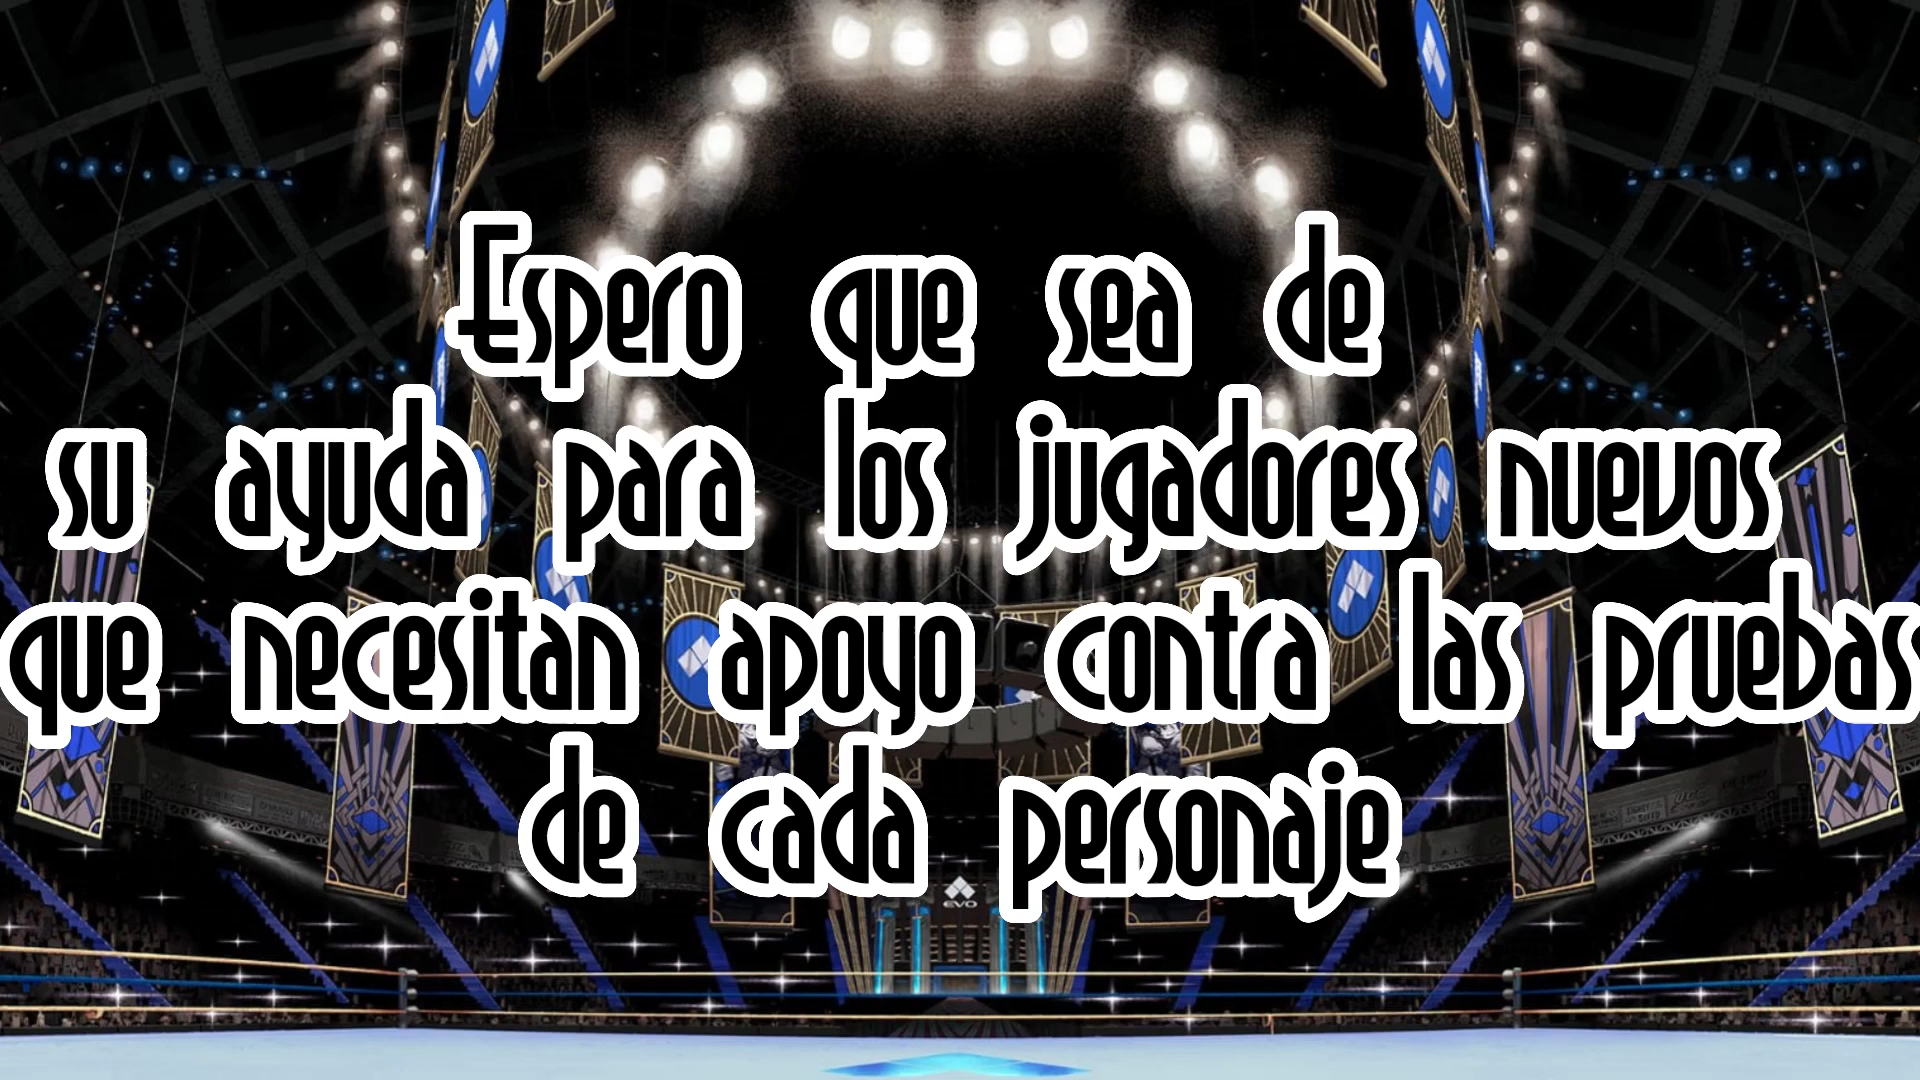 Espero que sea de
su ayuda para los jugadores nuevos
que necesitan apoyo contra las pruebas
de cada personaje
EVO